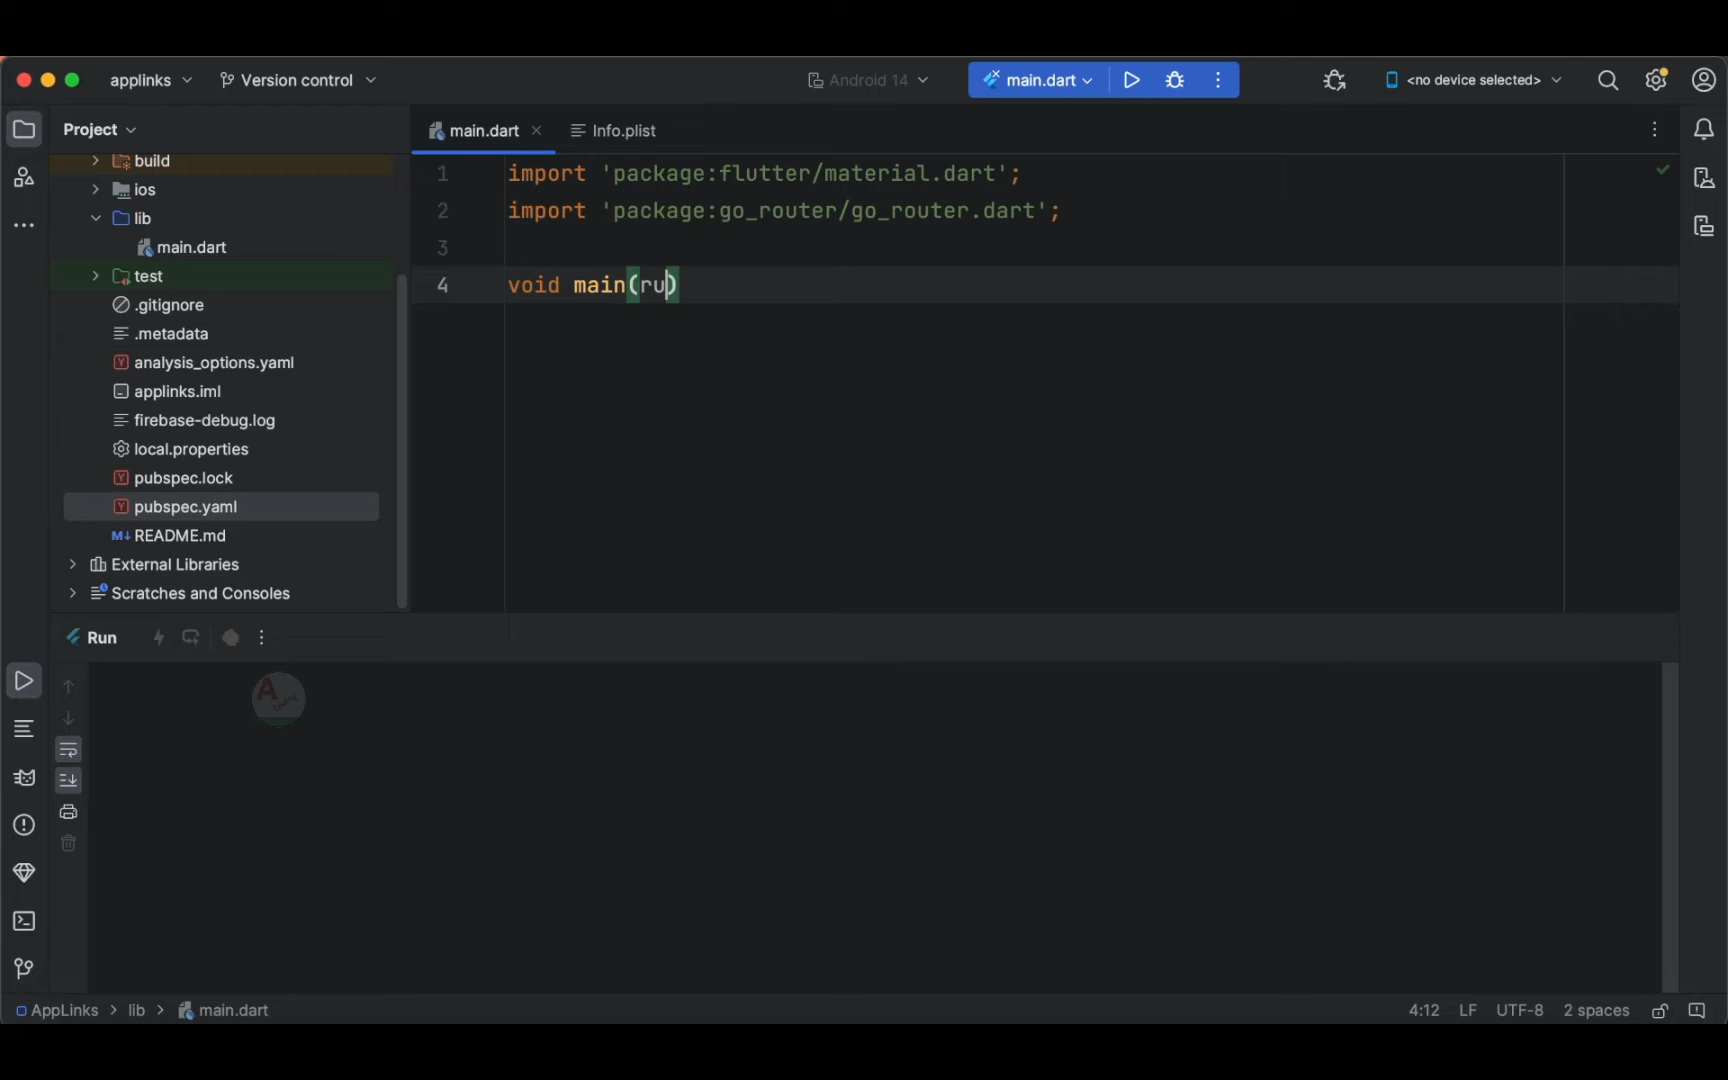 applinks
Version control
Android 14
main.dart
<no device selected>
Project
main.dart
Info.plist
build
ios
lib
main.dart
test
.gitignore
.metadata
analysis_options.yaml
applinks.iml
firebase-debug.log
local.properties
pubspec.lock
pubspec.yaml
README.md
External Libraries
Scratches and Consoles
1 import 'package:flutter/material.dart';
2 import 'package:go_router/go_router.dart';
3
4 void main(ru)
Run
A
AppLinks > lib > main.dart
4:12 LF UTF-8 2 spaces